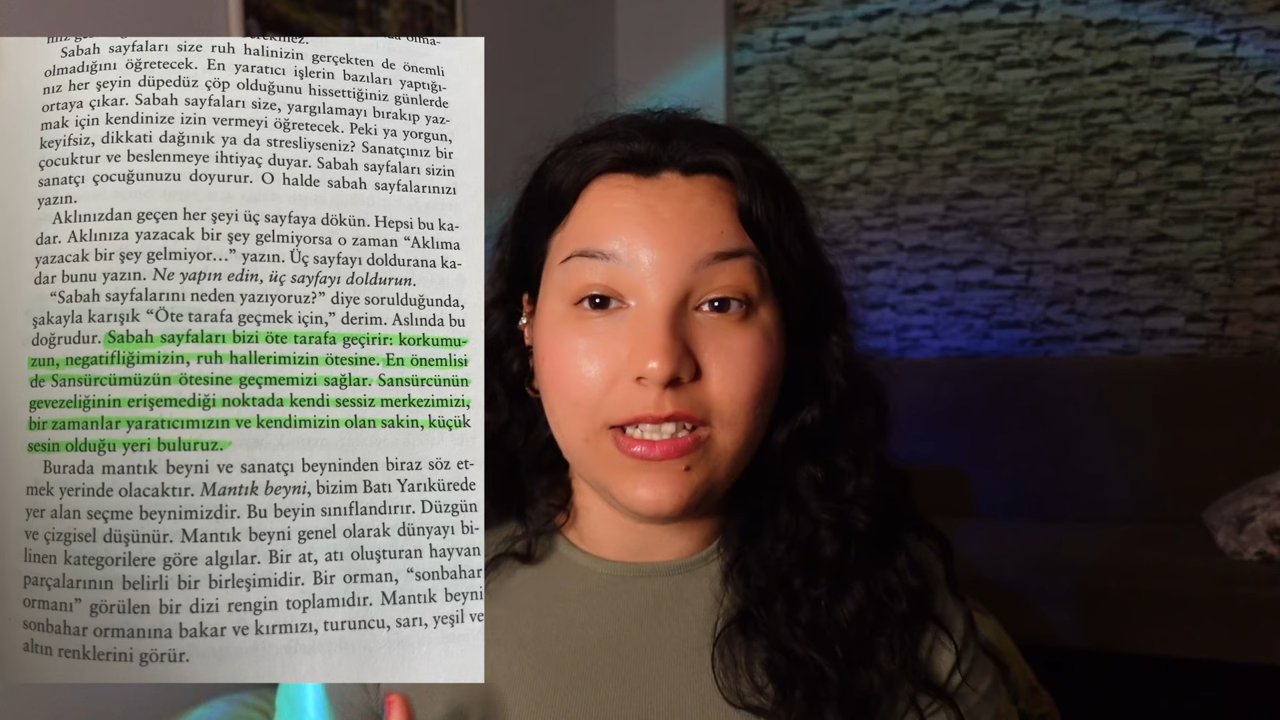 Sabah sayfaları size ruh halinizin gerçekten de önemli
olmadığını öğretecek. En yaratıcı işlerin bazıları yaptığı-
nız her şeyin düpedüz çöp olduğunu hissettiğiniz günlerde
ortaya çıkar. Sabah sayfaları size, yargılamayı bırakıp yaz-
mak için kendinize izin vermeyi öğretecek. Peki ya yorgun,
keyifsiz, dikkati dağınık ya da stresliyseniz? Sanatçınız bir
çocuktur ve beslenmeye ihtiyaç duyar. Sabah sayfaları sizin
sanatçı çocuğunuzu doyurur. O halde sabah sayfalarınızı
yazın.
Aklınızdan geçen her şeyi üç sayfaya dökün. Hepsi bu ka-
dar. Aklınıza yazacak bir şey gelmiyorsa o zaman “Aklıma
yazacak bir şey gelmiyor...” yazın. Üç sayfayı doldurana ka-
dar bunu yazın. Ne yapın edin, üç sayfayı doldurun.
“Sabah sayfalarını neden yazıyoruz?” diye sorulduğunda,
şakayla karışık “Öte tarafa geçmek için,” derim. Aslında bu
doğrudur. Sabah sayfaları bizi öte tarafa geçirir: korkumu-
zun, negatifliğimizin, ruh hallerimizin ötesine. En önemlisi
de Sansürcümüzün ötesine geçmemizi sağlar. Sansürcünün
gevezeliğinin erişemediği noktada kendi sessiz merkezimizi,
bir zamanlar yaratıcımızın ve kendimizin olan sakin, küçük
sesin olduğu yeri buluruz.
Burada mantık beyni ve sanatçı beyninden biraz söz et-
mek yerinde olacaktır. Mantık beyni, bizim Batı Yarıkürede
yer alan seçme beynimizdir. Bu beyin sınıflandırır. Düzgün
ve çizgisel düşünür. Mantık beyni genel olarak dünyayı bi-
linen kategorilere göre algılar. Bir at, atı oluşturan hayvan
parçalarının belirli bir birleşimidir. Bir orman, “sonbahar
ormanı” görülen bir dizi rengin toplamıdır. Mantık beyni
sonbahar ormanına bakar ve kırmızı, turuncu, sarı, yeşil ve
altın renklerini görür.